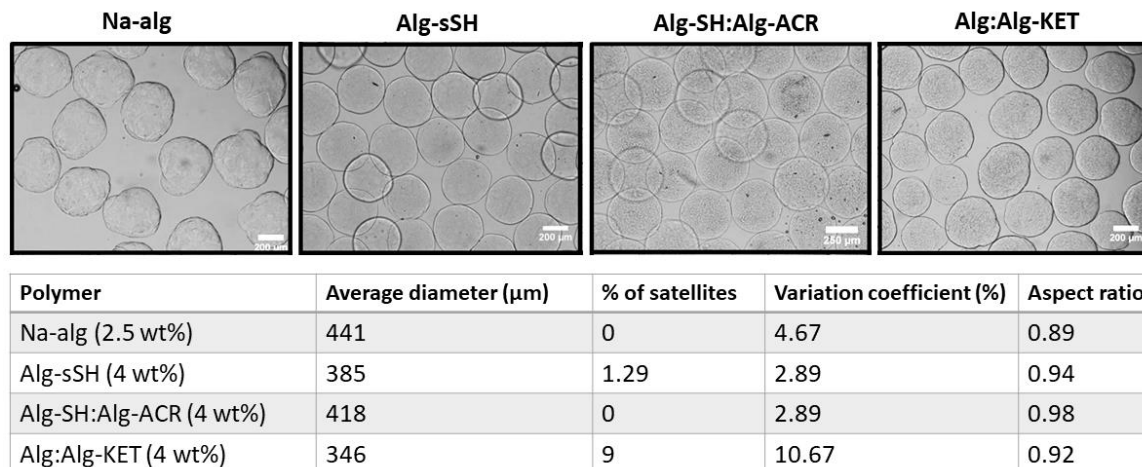 Na-alg Alg-sSH Alg-SH:Alg-ACR Alg:Alg-KET
200 µm 200 µm 250 µm 200 µm
Polymer Average diameter (µm) % of satellites Variation coefficient (%) Aspect ratio
Na-alg (2.5 wt%) 441 0 4.67 0.89
Alg-sSH (4 wt%) 385 1.29 2.89 0.94
Alg-SH:Alg-ACR (4 wt%) 418 0 2.89 0.98
Alg:Alg-KET (4 wt%) 346 9 10.67 0.92